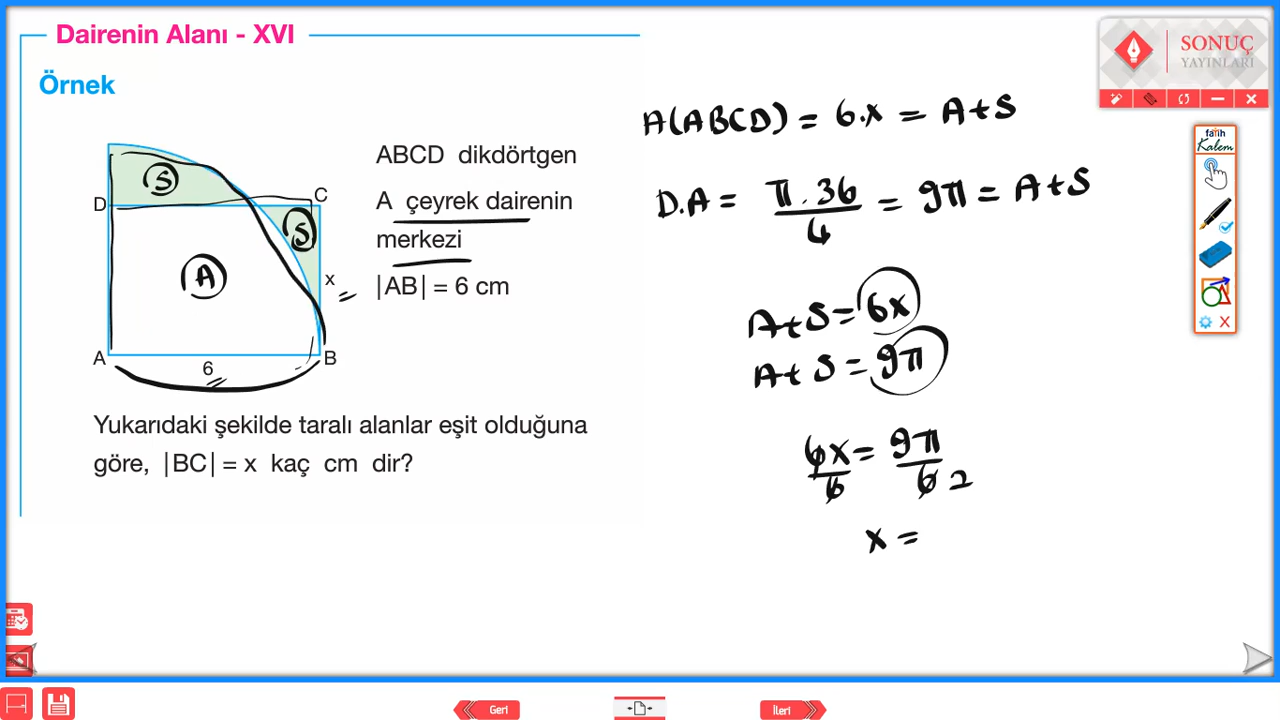 Dairenin Alanı - XVI
SONUÇ
YAYINLARI
Örnek
fatih
Kalem
S
D
C
S
A
x
A
B
6
ABCD dikdörtgen
A çeyrek dairenin
merkezi
|AB| = 6 cm
Yukarıdaki şekilde taralı alanlar eşit olduğuna
göre, |BC| = x kaç cm dir?
A(ABCD) = 6.x = A+S
D.A = π.36/4 = 9π = A+S
A+S = 6x
A+S = 9π
6x/6 = 9π/6 2
x =
Geri
İleri